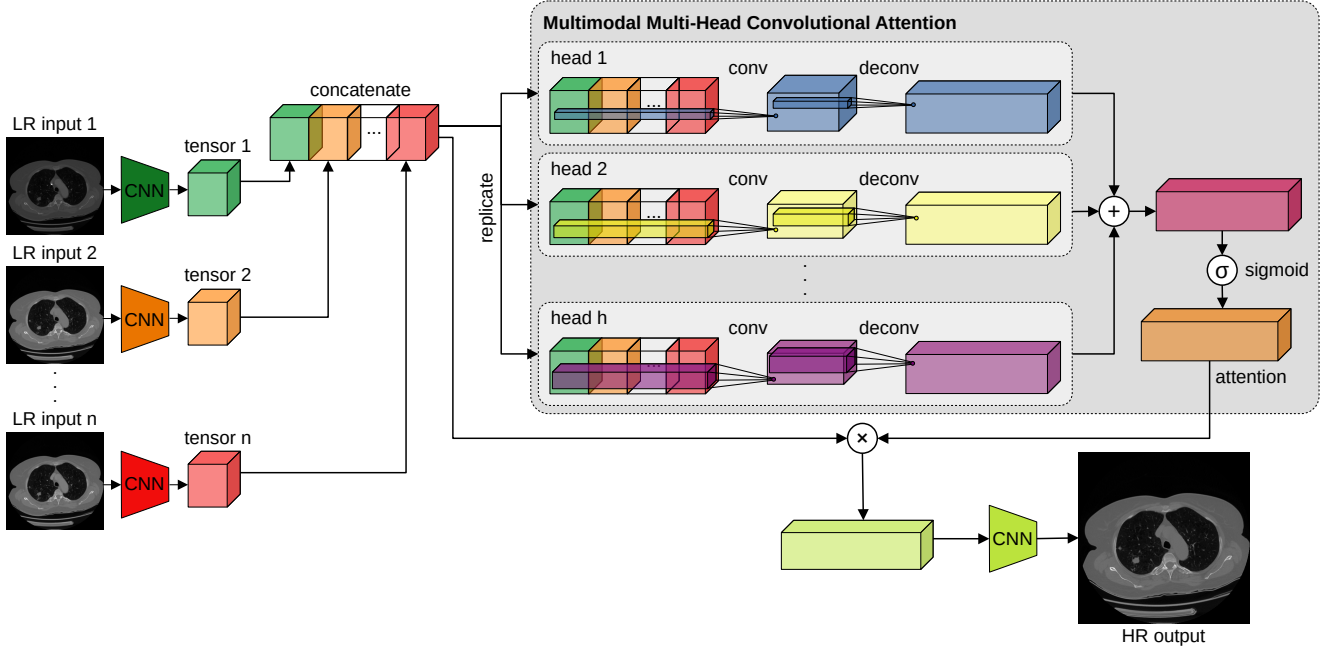 Multimodal Multi-Head Convolutional Attention
LR input 1
CNN
tensor 1
LR input 2
CNN
tensor 2
. . .
LR input n
CNN
tensor n
concatenate
...
replicate
head 1
conv
deconv
...
head 2
conv
deconv
...
. . .
head h
conv
deconv
...
+
σ
sigmoid
attention
×
CNN
HR output